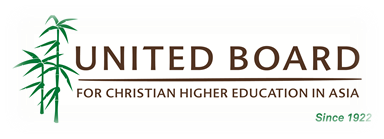 UNITED BOARD
FOR CHRISTIAN HIGHER EDUCATION IN ASIA
Since 1922